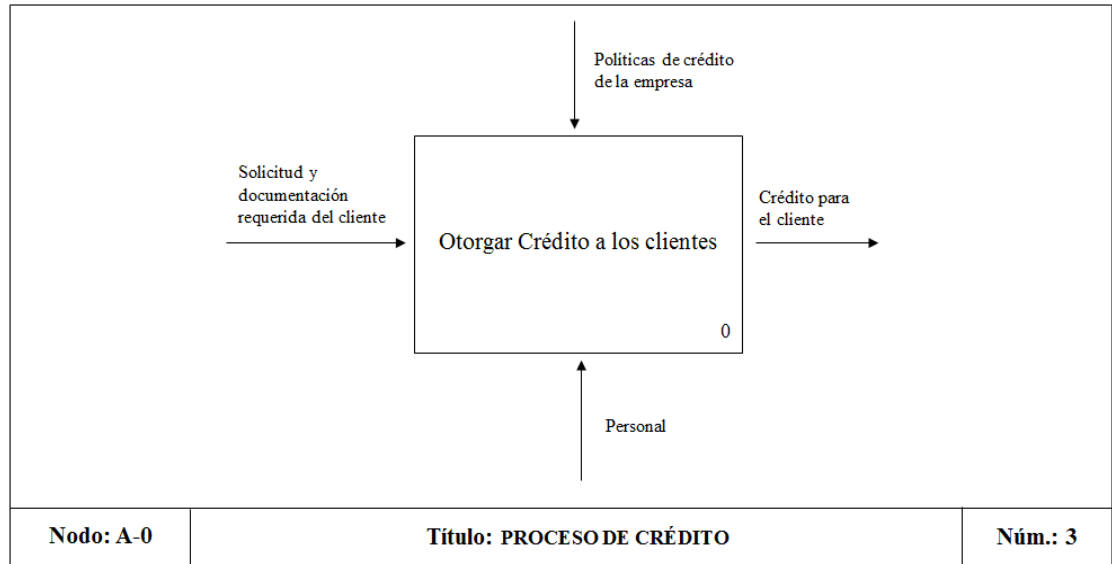 Políticas de crédito
de la empresa
Solicitud y
documentación
requerida del cliente
Otorgar Crédito a los clientes
0
Crédito para
el cliente
Personal
Nodo: A-0
Título: PROCESO DE CRÉDITO
Núm.: 3